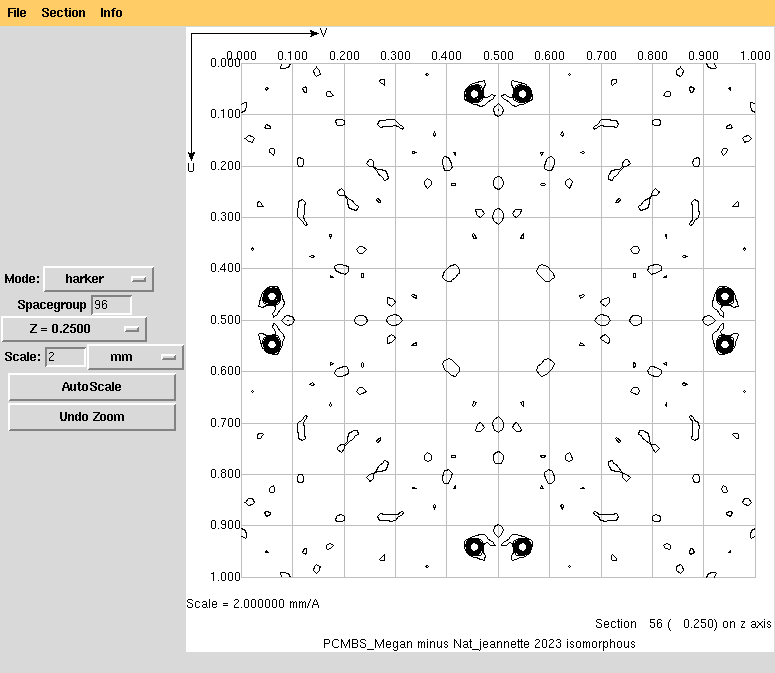 File Section Info
V
0.000 0.100 0.200 0.300 0.400 0.500 0.600 0.700 0.800 0.900 1.000
0.000
0.100
U 0.200
0.300
0.400
Mode: harker
Spacegroup 96
0.500
Z = 0.2500
Scale: 2 mm
0.600
AutoScale
Undo Zoom
0.700
0.800
0.900
1.000
Scale = 2.000000 mm/A
Section 56 ( 0.250) on z axis
PCMBS_Megan minus Nat_jeannette 2023 isomorphous